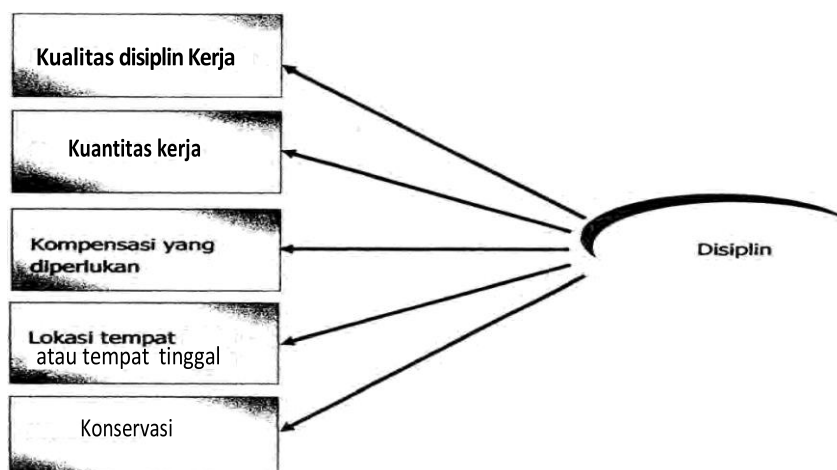 Kualitas disiplin Kerja
Kuantitas kerja
Kompensasi yang
diperlukan
Lokasi tempat
atau tempat tinggal
Konservasi
Disiplin